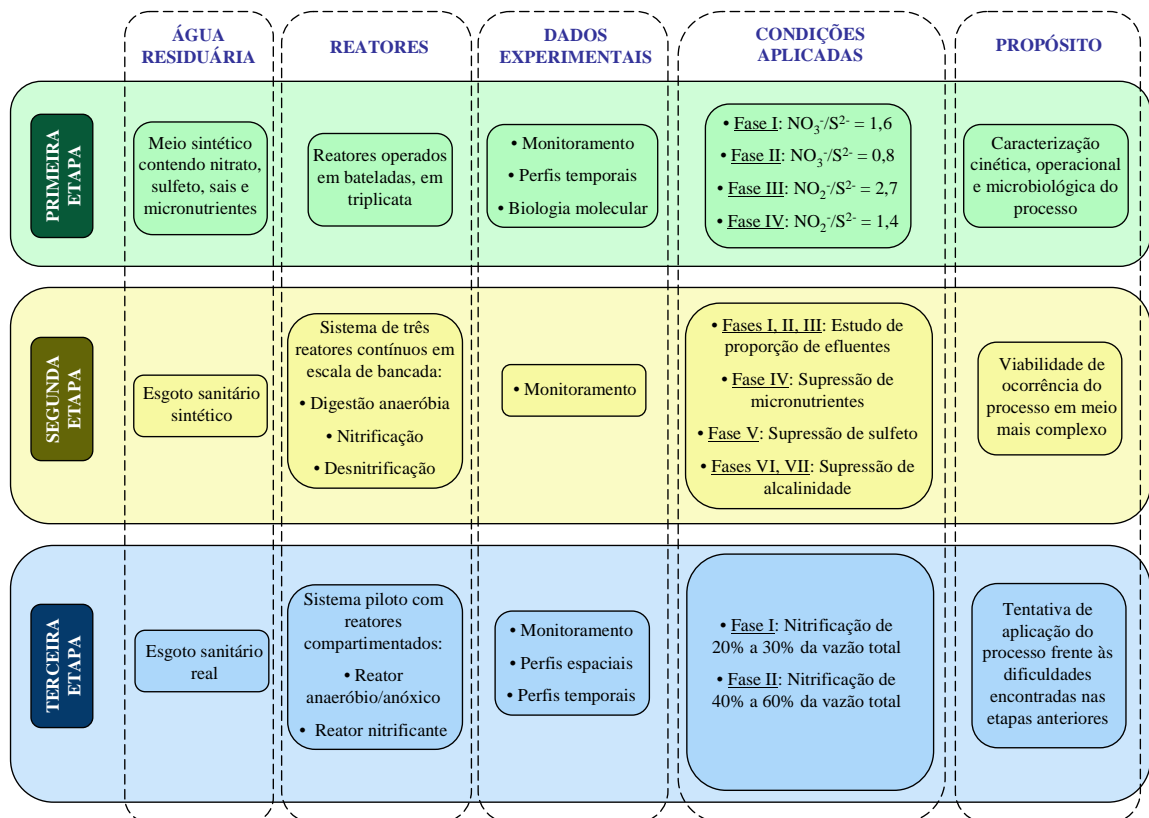 ÁGUA
RESIDUÁRIA
REATORES
DADOS
EXPERIMENTAIS
CONDIÇÕES
APLICADAS
PROPÓSITO
PRIMEIRA
ETAPA
Meio sintético
contendo nitrato,
sulfeto, sais e
micronutrientes
Reatores operados
em bateladas, em
triplicata
• Monitoramento
• Perfis temporais
• Biologia molecular
• Fase I: NO₃⁻/S²⁻ = 1,6
• Fase II: NO₃⁻/S²⁻ = 0,8
• Fase III: NO₂⁻/S²⁻ = 2,7
• Fase IV: NO₂⁻/S²⁻ = 1,4
Caracterização
cinética, operacional
e microbiológica do
processo
SEGUNDA
ETAPA
Esgoto sanitário
sintético
Sistema de três
reatores contínuos em
escala de bancada:
• Digestão anaeróbia
• Nitrificação
• Desnitrificação
• Monitoramento
• Fases I, II, III: Estudo de
proporção de efluentes
• Fase IV: Supressão de
micronutrientes
• Fase V: Supressão de sulfeto
• Fases VI, VII: Supressão de
alcalinidade
Viabilidade de
ocorrência do
processo em meio
mais complexo
TERCEIRA
ETAPA
Esgoto sanitário
real
Sistema piloto com
reatores
compartimentados:
• Reator
anaeróbio/anóxico
• Reator nitrificante
• Monitoramento
• Perfis espaciais
• Perfis temporais
• Fase I: Nitrificação de
20% a 30% da vazão total
• Fase II: Nitrificação de
40% a 60% da vazão total
Tentativa de
aplicação do
processo frente às
dificuldades
encontradas nas
etapas anteriores